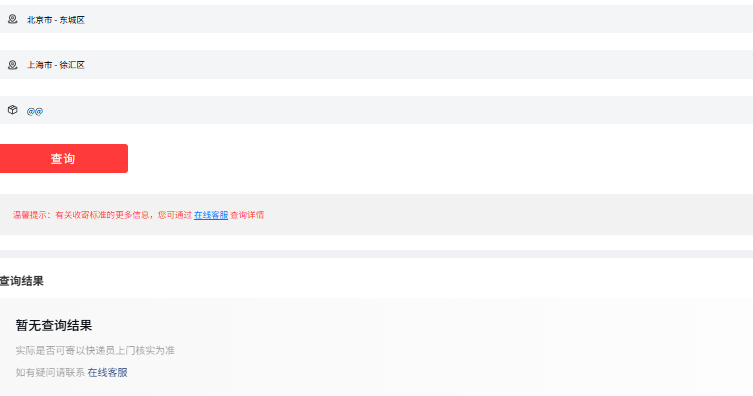 北京市 - 东城区
上海市 - 徐汇区
@@
查询
温馨提示：有关收寄标准的更多信息，您可通过 在线客服 查询详情
查询结果
暂无查询结果
实际是否可寄以快递员上门核实为准
如有疑问请联系 在线客服